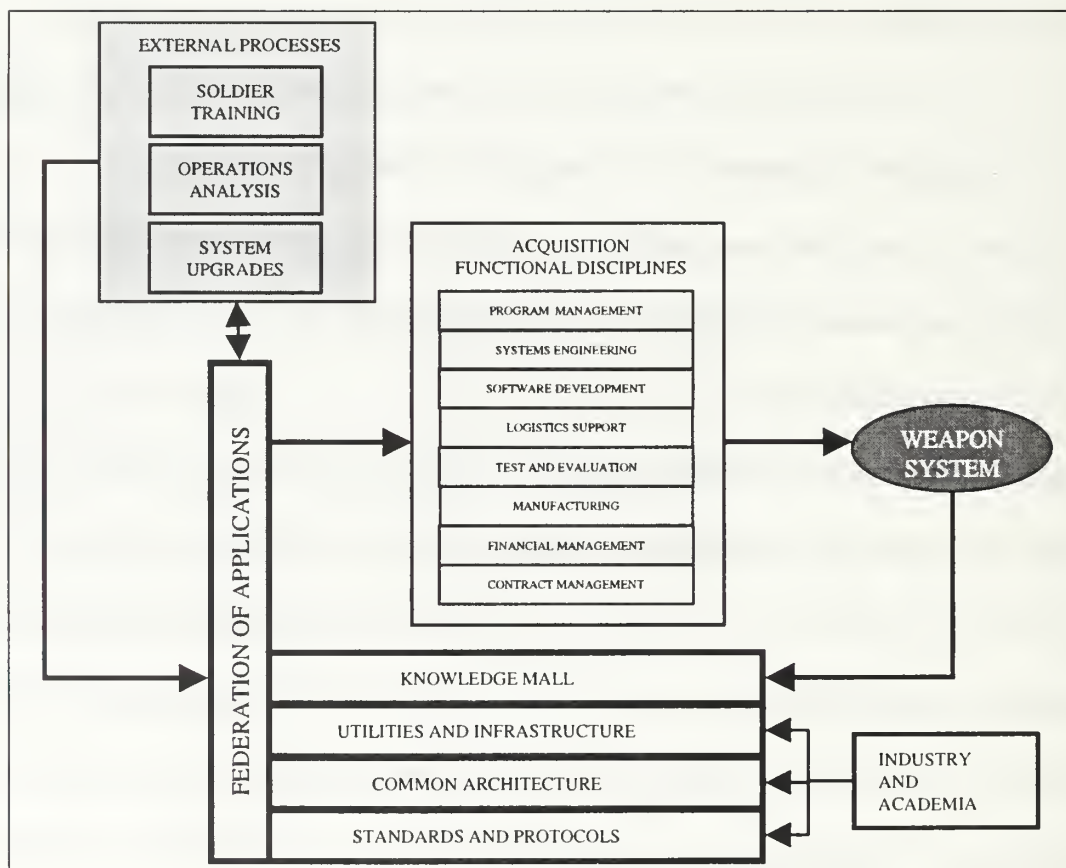 EXTERNAL PROCESSES
SOLDIER
TRAINING
OPERATIONS
ANALYSIS
SYSTEM
UPGRADES
ACQUISITION
FUNCTIONAL DISCIPLINES
PROGRAM MANAGEMENT
SYSTEMS ENGINEERING
SOFTWARE DEVELOPMENT
LOGISTICS SUPPORT
TEST AND EVALUATION
MANUFACTURING
FINANCIAL MANAGEMENT
CONTRACT MANAGEMENT
WEAPON
SYSTEM
FEDERATION OF APPLICATIONS
KNOWLEDGE MALL
UTILITIES AND INFRASTRUCTURE
COMMON ARCHITECTURE
STANDARDS AND PROTOCOLS
INDUSTRY
AND
ACADEMIA